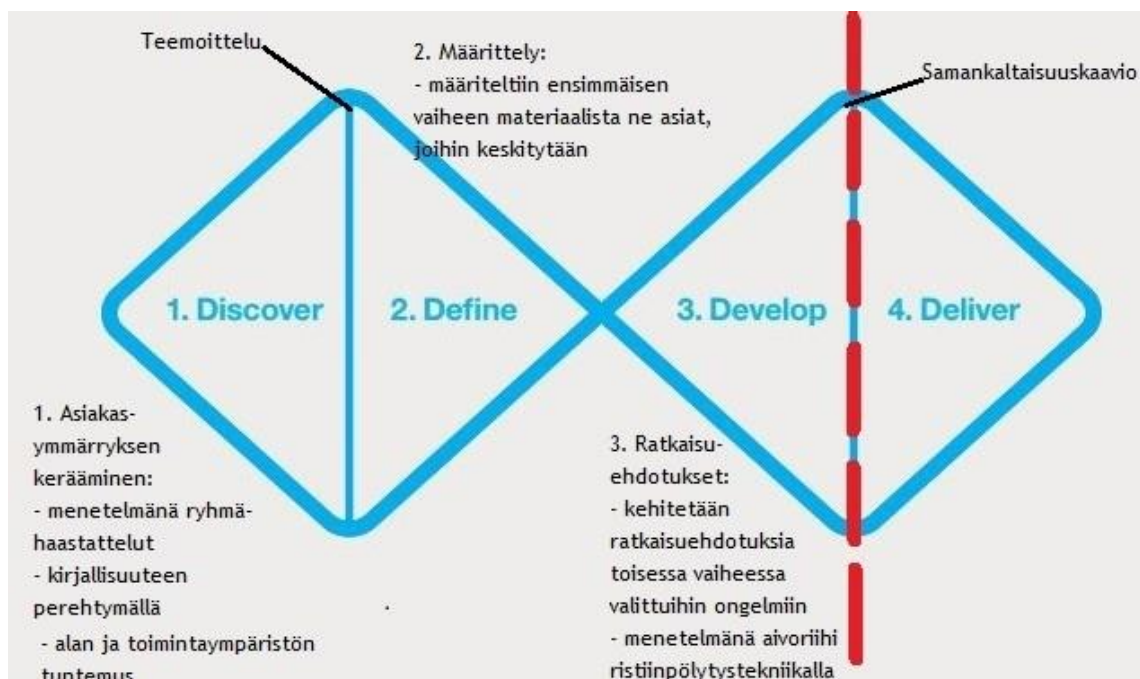 Teemoittelu
2. Määrittely:
- määriteltiin ensimmäisen
vaiheen materiaalista ne asiat,
joihin keskitytään
Samankaltaisuuskaavio
1. Discover
2. Define
3. Develop
4. Deliver
1. Asiakas-
ymmärryksen
kerääminen:
- menetelmänä ryhmä-
haastattelut
- kirjallisuuteen
perehtymällä
- alan ja toimintaympäristön
tuntemus
3. Ratkaisu-
ehdotukset:
- kehitetään
ratkaisuehdotuksia
toisessa vaiheessa
valittuihin ongelmiin
- menetelmänä aivoriihi
ristiinpölytystekniikalla